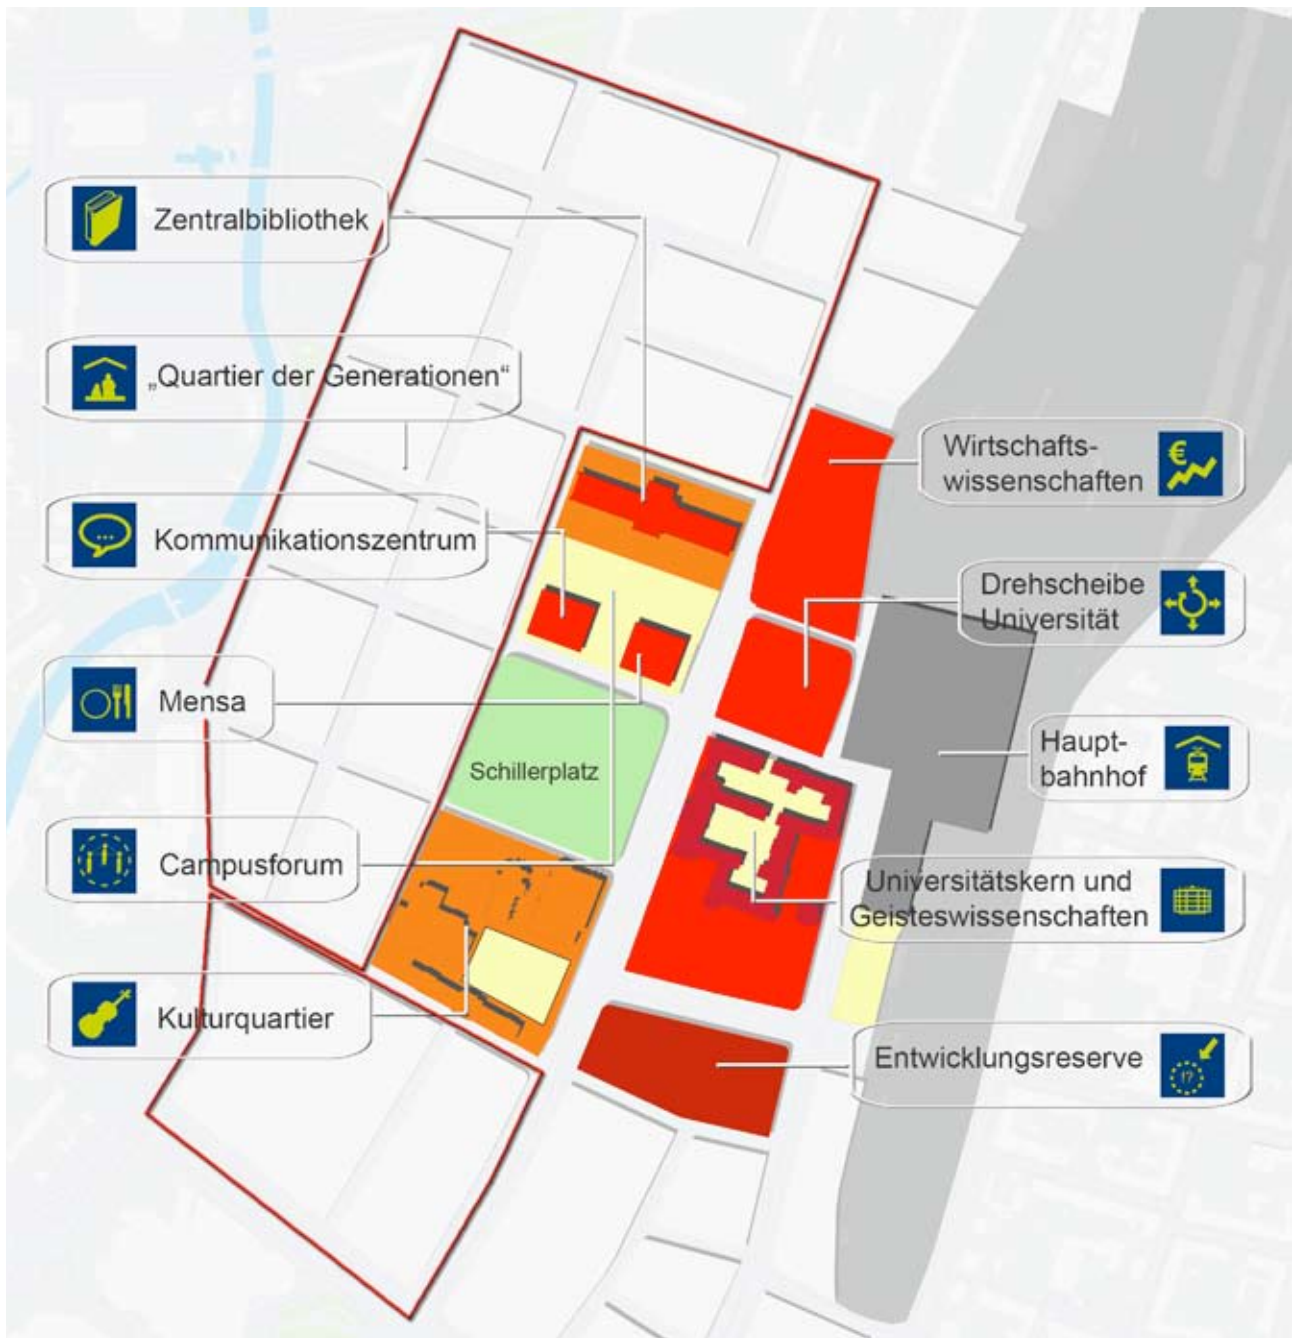 Zentralbibliothek
„Quartier der Generationen“
Kommunikationszentrum
Mensa
Campusforum
Kulturquartier
Schillerplatz
Wirtschafts-
wissenschaften
€
Drehscheibe
Universität
Haupt-
bahnhof
Universitätskern und
Geisteswissenschaften
Entwicklungsreserve
!?